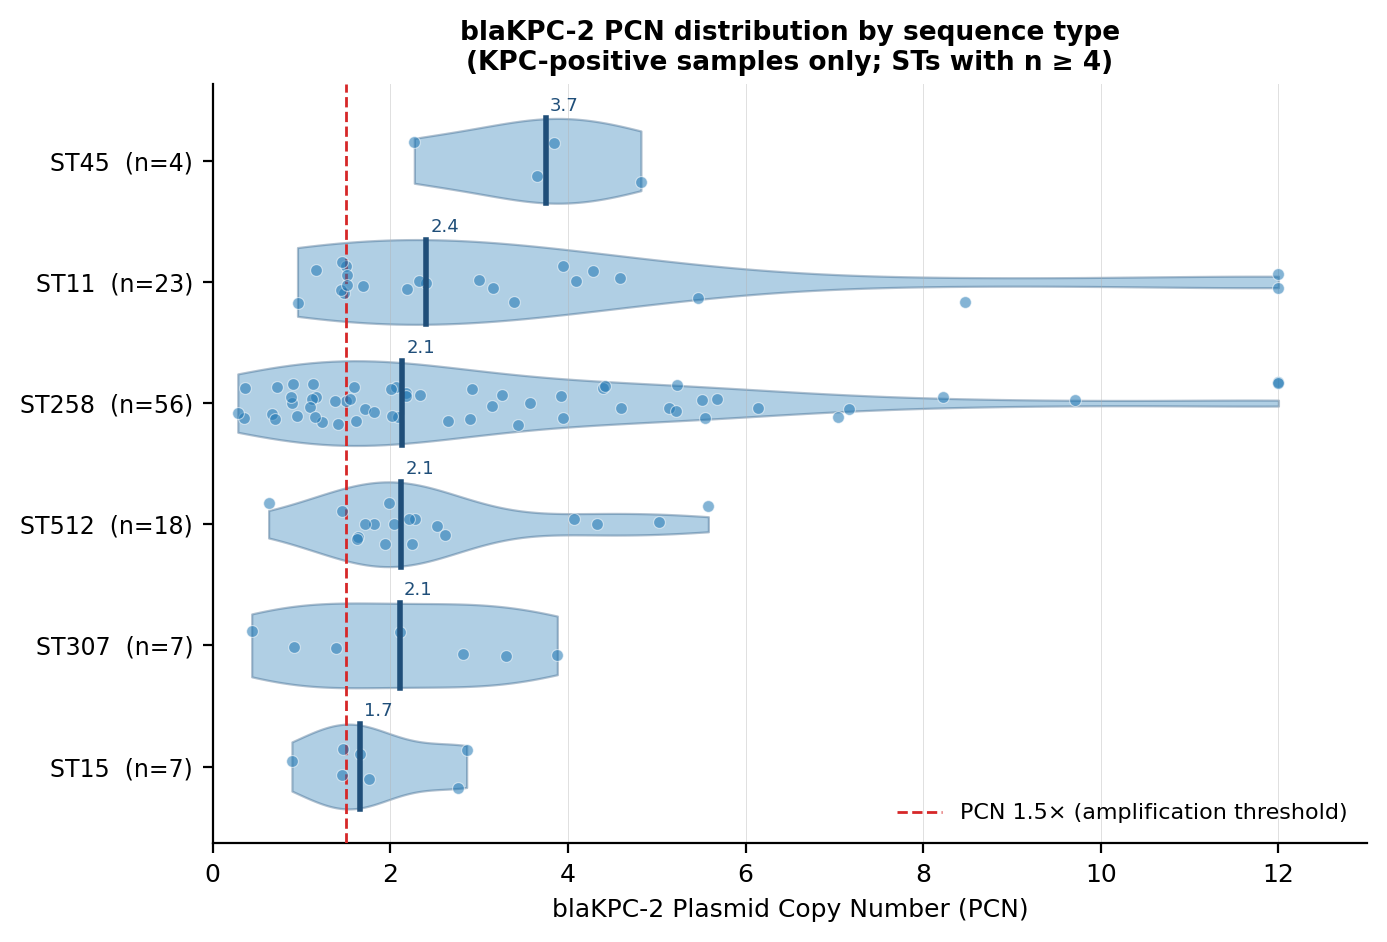 blaKPC-2 PCN distribution by sequence type
(KPC-positive samples only; STs with n ≥ 4)
3.7
ST45 (n=4)
2.4
ST11 (n=23)
2.1
ST258 (n=56)
2.1
ST512 (n=18)
2.1
ST307 (n=7)
1.7
ST15 (n=7)
PCN 1.5× (amplification threshold)
0 2 4 6 8 10 12
blaKPC-2 Plasmid Copy Number (PCN)